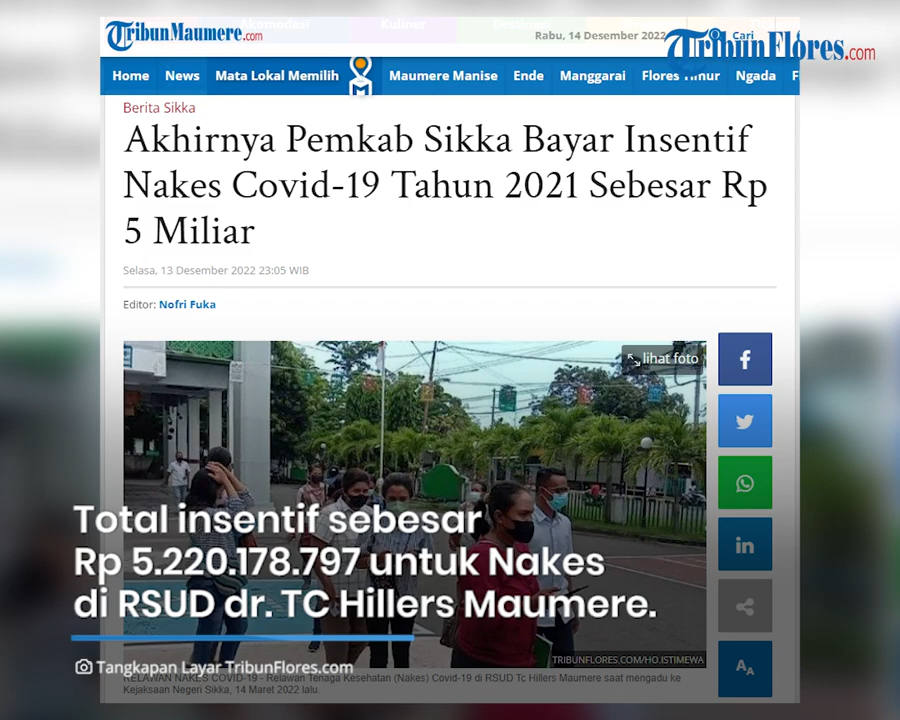 Akomodasi Kuliner Destinasi
TribunMaumere.com
Rabu, 14 Desember 2022
Cari
TribunFlores.com
Home News Mata Lokal Memilih Maumere Manise Ende Manggarai Flores Timur Ngada F
Berita Sikka
Akhirnya Pemkab Sikka Bayar Insentif
Nakes Covid-19 Tahun 2021 Sebesar Rp
5 Miliar
Selasa, 13 Desember 2022 23:05 WIB
Editor: Nofri Fuka
lihat foto
Total insentif sebesar
Rp 5.220.178.797 untuk Nakes
di RSUD dr. TC Hillers Maumere.
TRIBUNFLORES.COM/HO.ISTIMEWA
Tangkapan Layar TribunFlores.com
RELAWAN NAKES COVID-19 - Relawan Tenaga Kesehatan (Nakes) Covid-19 di RSUD Tc Hillers Maumere saat mengadu ke
Kejaksaan Negeri Sikka, 14 Maret 2022 lalu.
AA